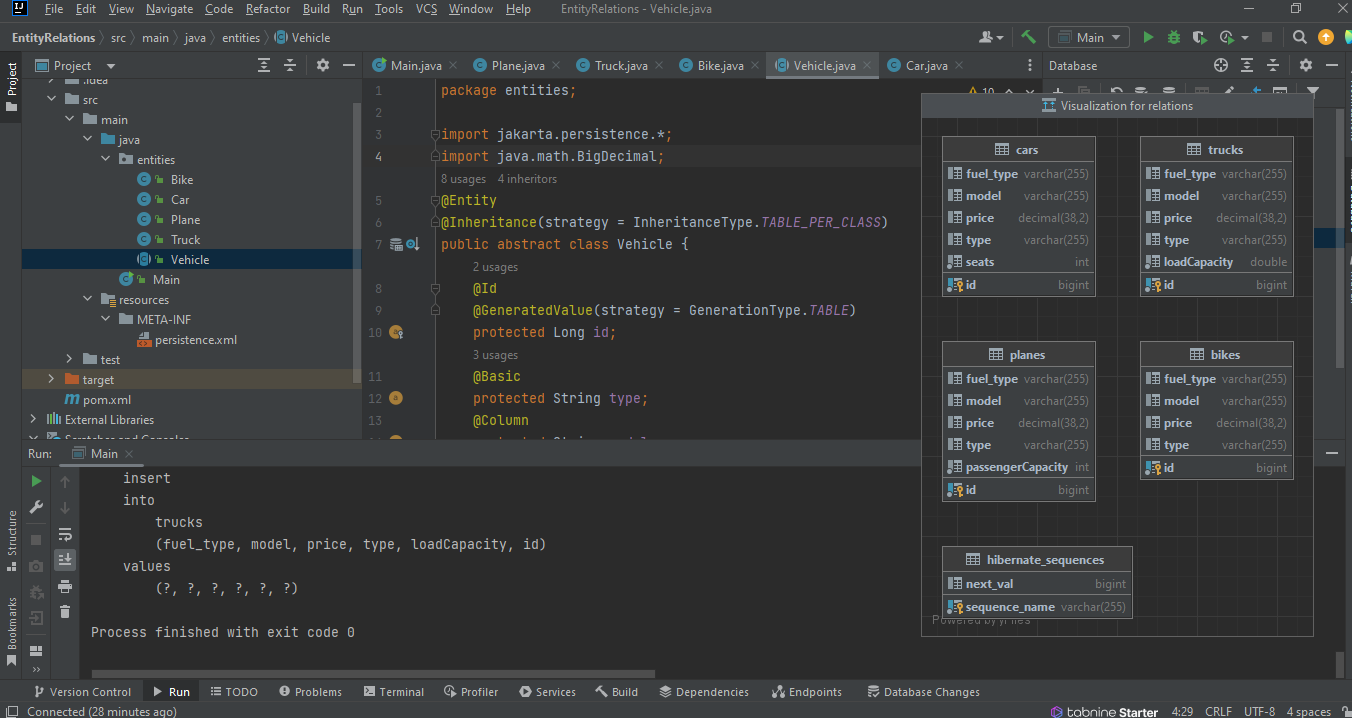 File Edit View Navigate Code Refactor Build Run Tools VCS Window Help EntityRelations - Vehicle.java
EntityRelations src main java entities Vehicle
Main
Project
Main.java Plane.java Truck.java Bike.java Vehicle.java Car.java
Database
Project
.idea
src
main
java
entities
Bike
Car
Plane
Truck
Vehicle
Main
resources
META-INF
persistence.xml
test
target
pom.xml
External Libraries
Scratches and Consoles
10
1 package entities;
2
3 import jakarta.persistence.*;
4 import java.math.BigDecimal;
8 usages 4 inheritors
5 @Entity
6 @Inheritance(strategy = InheritanceType.TABLE_PER_CLASS)
7 public abstract class Vehicle {
2 usages
8 @Id
9 @GeneratedValue(strategy = GenerationType.TABLE)
10 protected Long id;
3 usages
11 @Basic
12 protected String type;
13 @Column
Visualization for relations
cars
fuel_type varchar(255)
model varchar(255)
price decimal(38,2)
type varchar(255)
seats int
id bigint
trucks
fuel_type varchar(255)
model varchar(255)
price decimal(38,2)
type varchar(255)
loadCapacity double
id bigint
planes
fuel_type varchar(255)
model varchar(255)
price decimal(38,2)
type varchar(255)
passengerCapacity int
id bigint
bikes
fuel_type varchar(255)
model varchar(255)
price decimal(38,2)
type varchar(255)
id bigint
hibernate_sequences
next_val bigint
sequence_name varchar(255)
Powered by yFiles
Run: Main
insert
into
trucks
(fuel_type, model, price, type, loadCapacity, id)
values
(?, ?, ?, ?, ?, ?)
Process finished with exit code 0
Structure
Bookmarks
Version Control Run TODO Problems Terminal Profiler Services Build Dependencies Endpoints Database Changes
Connected (28 minutes ago)
tabnine Starter 4:29 CRLF UTF-8 4 spaces